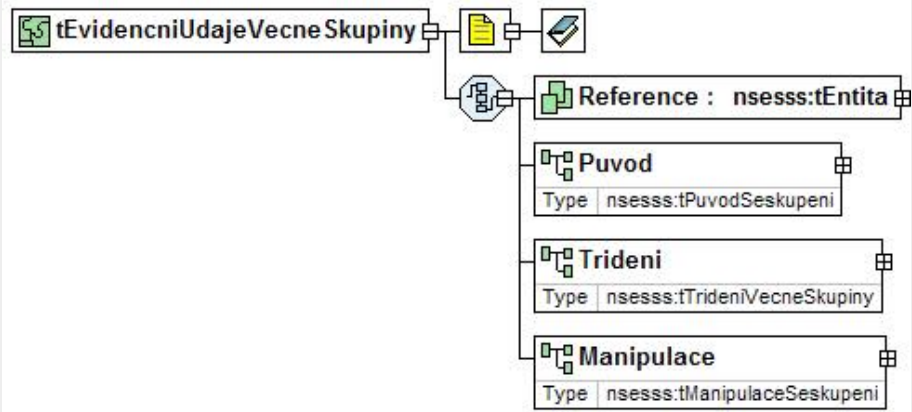 tEvidencniUdajeVecneSkupiny
Reference : nsesss:tEntita
Puvod
Type nsesss:tPuvodSeskupeni
Trideni
Type nsesss:tTrideniVecneSkupiny
Manipulace
Type nsesss:tManipulaceSeskupeni